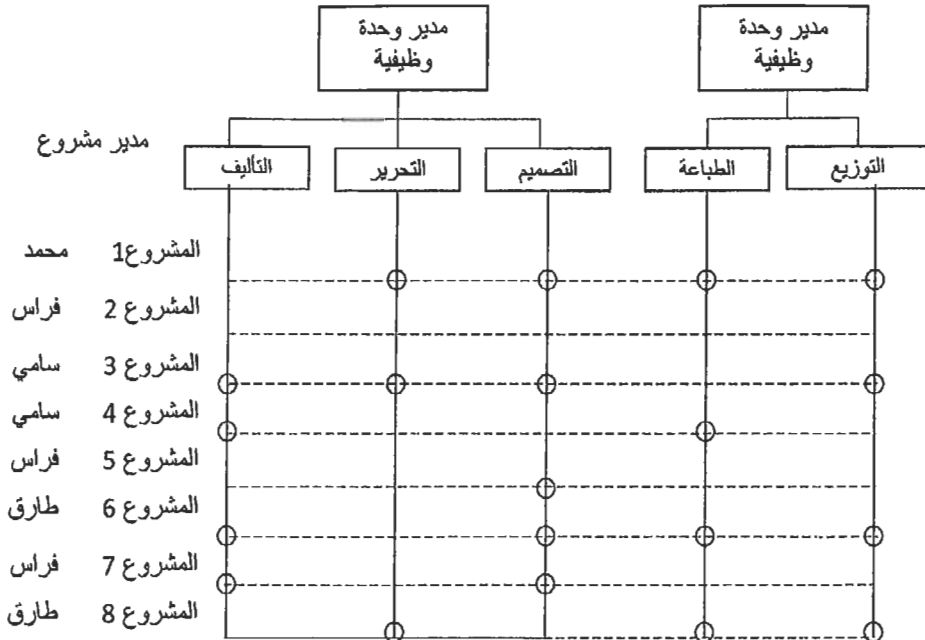 مدير وحدة
وظيفية
مدير وحدة
وظيفية
مدير مشروع
التأليف
التحرير
التصميم
الطباعة
التوزيع
المشروع1 محمد
المشروع 2 فراس
المشروع 3 سامي
المشروع 4 سامي
المشروع 5 فراس
المشروع 6 طارق
المشروع 7 فراس
المشروع 8 طارق